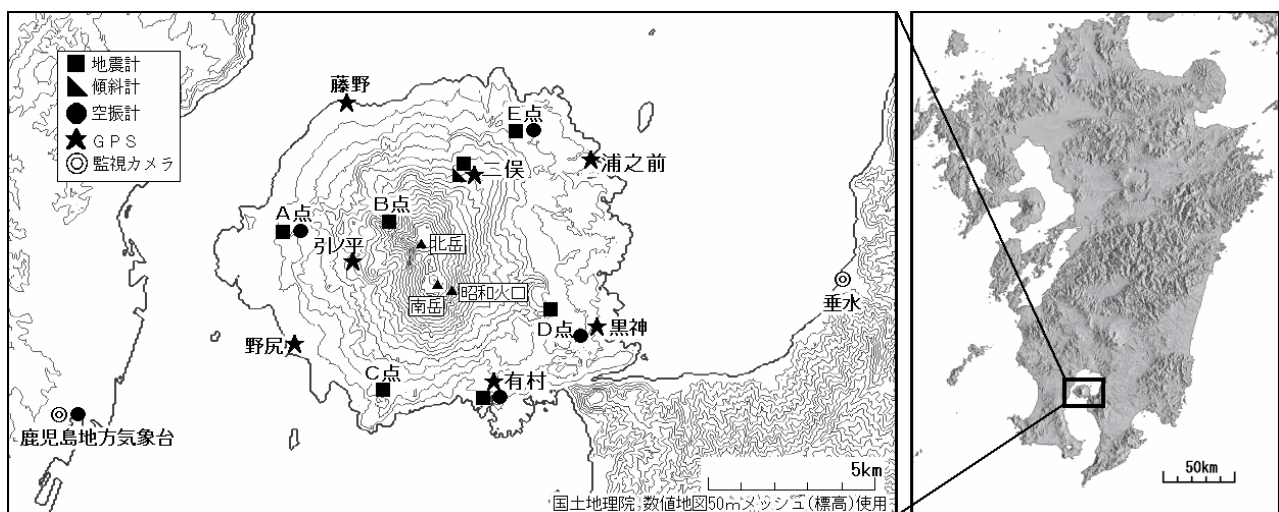 地震計
傾斜計
空振計
ＧＰＳ
監視カメラ
藤野
Ｅ点
三俣
浦之前
Ａ点
Ｂ点
引ノ平
北岳
南岳
昭和火口
垂水
Ｄ点
黒神
野尻
Ｃ点
有村
鹿児島地方気象台
5km
国土地理院,数値地図50ｍメッシュ（標高）使用
50km